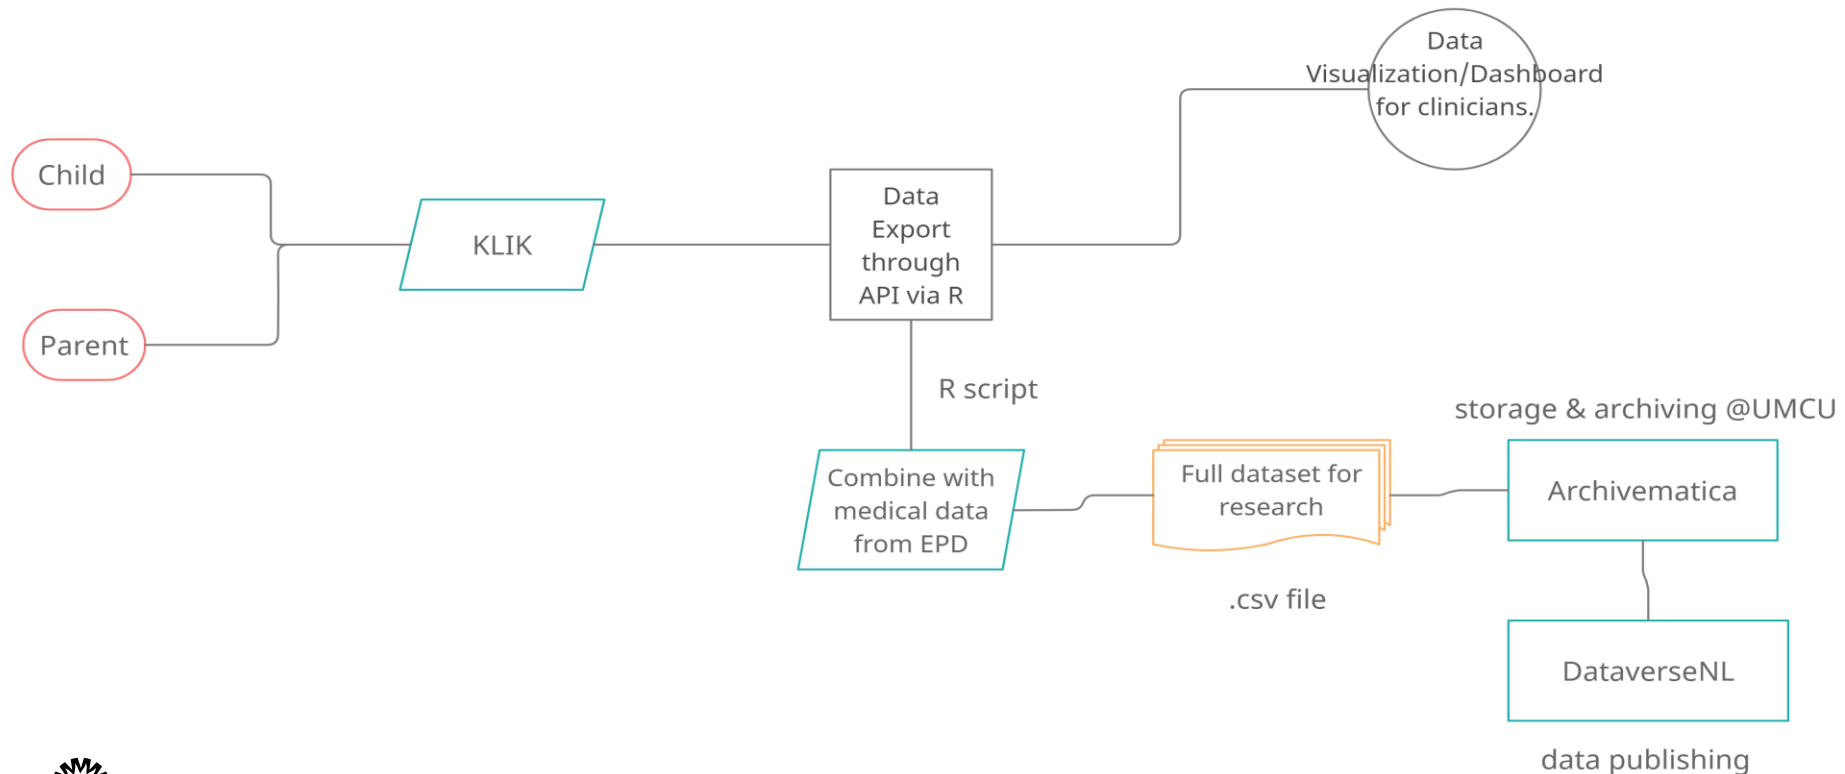 Data
Visualization/Dashboard
for clinicians.
Child
KLIK
Parent
Data
Export
through
API via R
R script
Combine with
medical data
from EPD
Full dataset for
research
.csv file
storage & archiving @UMCU
Archivematica
DataverseNL
data publishing